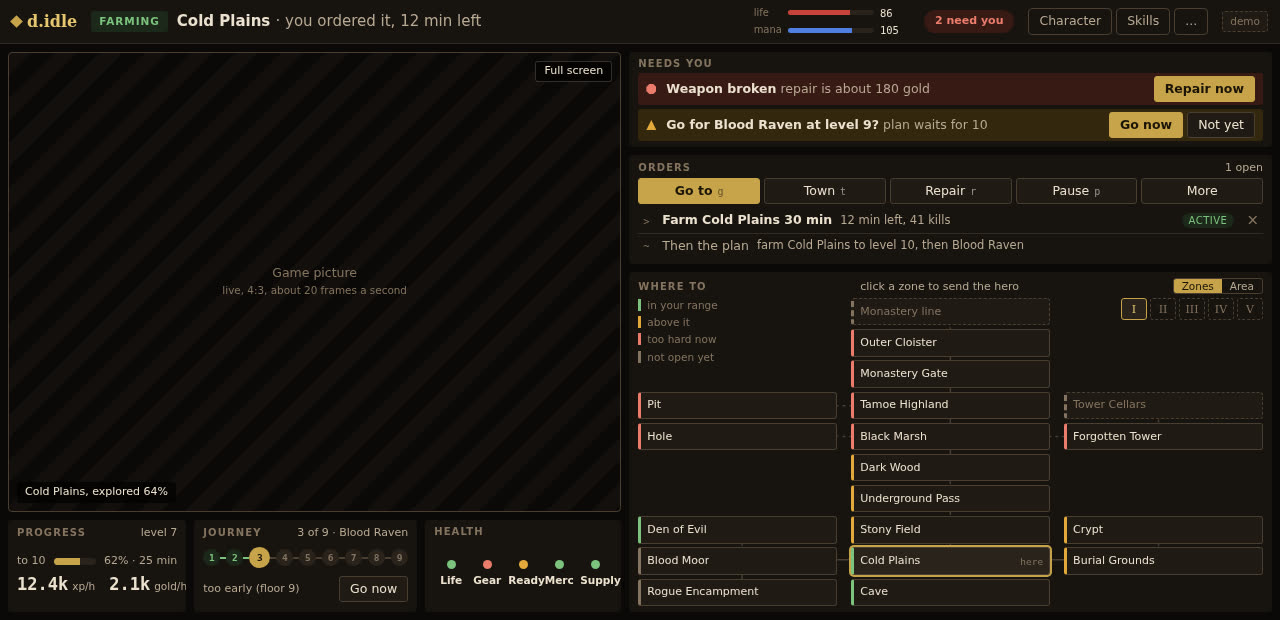 d.idle FARMING Cold Plains · you ordered it, 12 min left
life 86
mana 105
2 need you
Character Skills ... demo
Full screen
Game picture
live, 4:3, about 20 frames a second
Cold Plains, explored 64%
PROGRESS level 7
to 10 62% · 25 min
12.4k xp/h 2.1k gold/h
JOURNEY 3 of 9 · Blood Raven
1 2 3 4 5 6 7 8 9
too early (floor 9) Go now
HEALTH
Life Gear Ready Merc Supply
NEEDS YOU
Weapon broken repair is about 180 gold Repair now
Go for Blood Raven at level 9? plan waits for 10 Go now Not yet
ORDERS 1 open
Go to g Town t Repair r Pause p More
> Farm Cold Plains 30 min 12 min left, 41 kills ACTIVE ×
~ Then the plan farm Cold Plains to level 10, then Blood Raven
WHERE TO click a zone to send the hero Zones Area
in your range
above it
too hard now
not open yet
I II III IV V
Monastery line
Outer Cloister
Monastery Gate
Pit Tamoe Highland Tower Cellars
Hole Black Marsh Forgotten Tower
Dark Wood
Underground Pass
Den of Evil Stony Field Crypt
Blood Moor Cold Plains here Burial Grounds
Rogue Encampment Cave